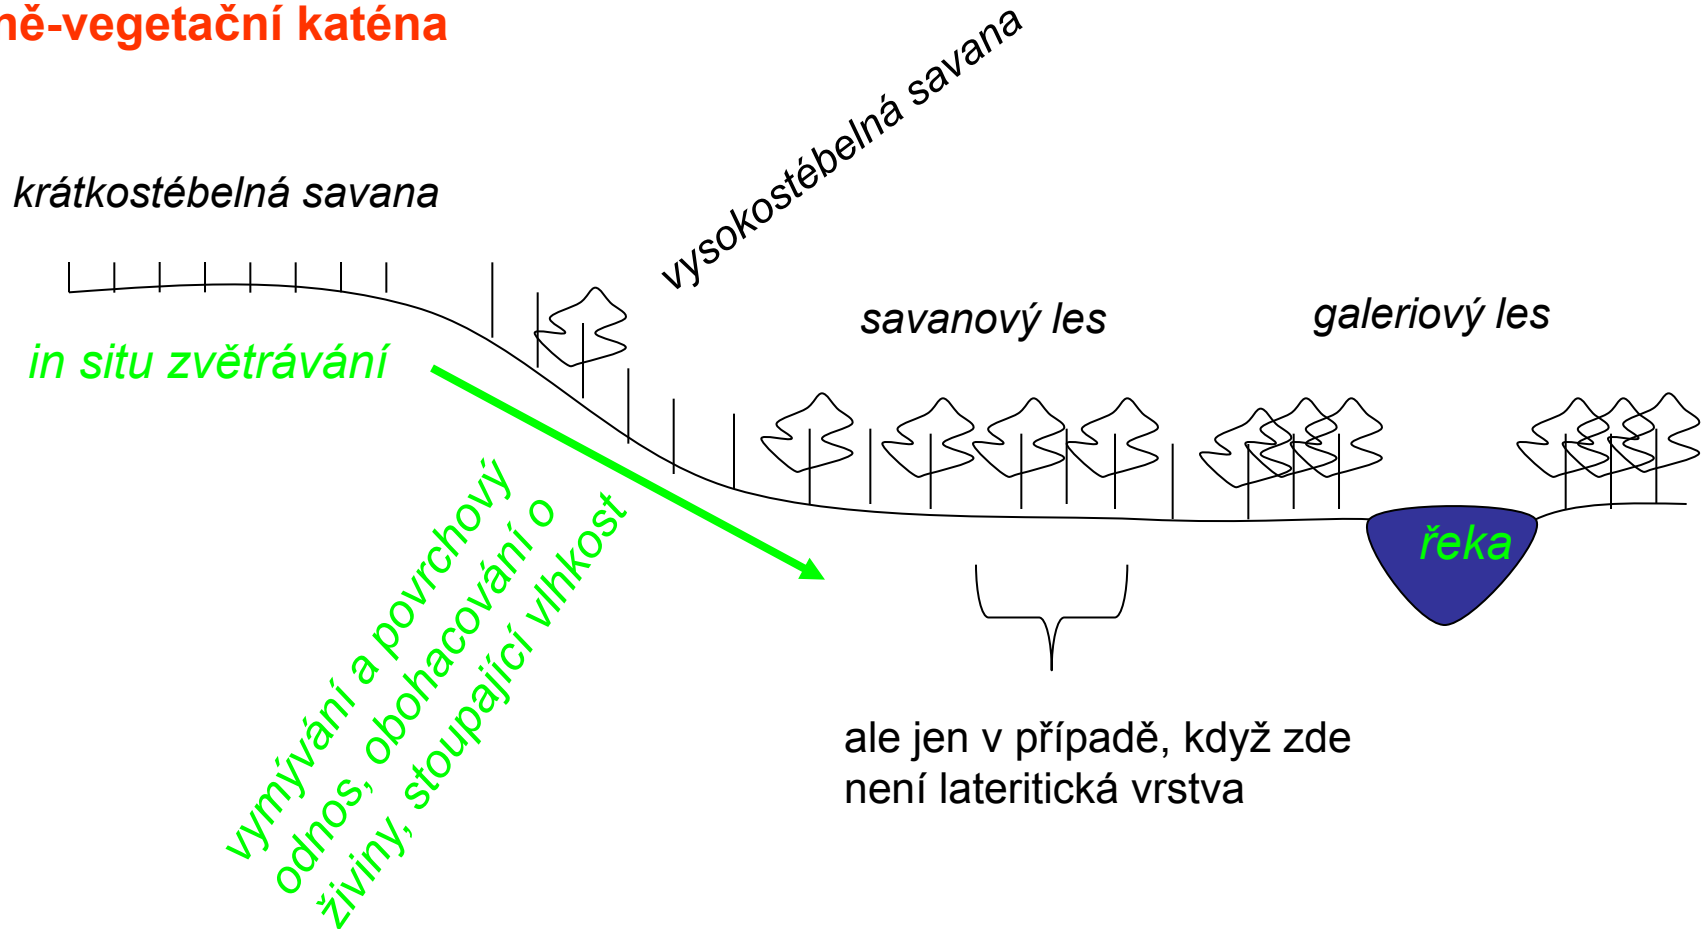 ně-vegetační katéna
vysokostébelná savana
krátkostébelná savana
savanový les
galeriový les
in situ zvětrávání
vymývání a povrchový
odnos, obohacování o
živiny, stoupající vlhkost
řeka
ale jen v případě, když zde
není lateritická vrstva